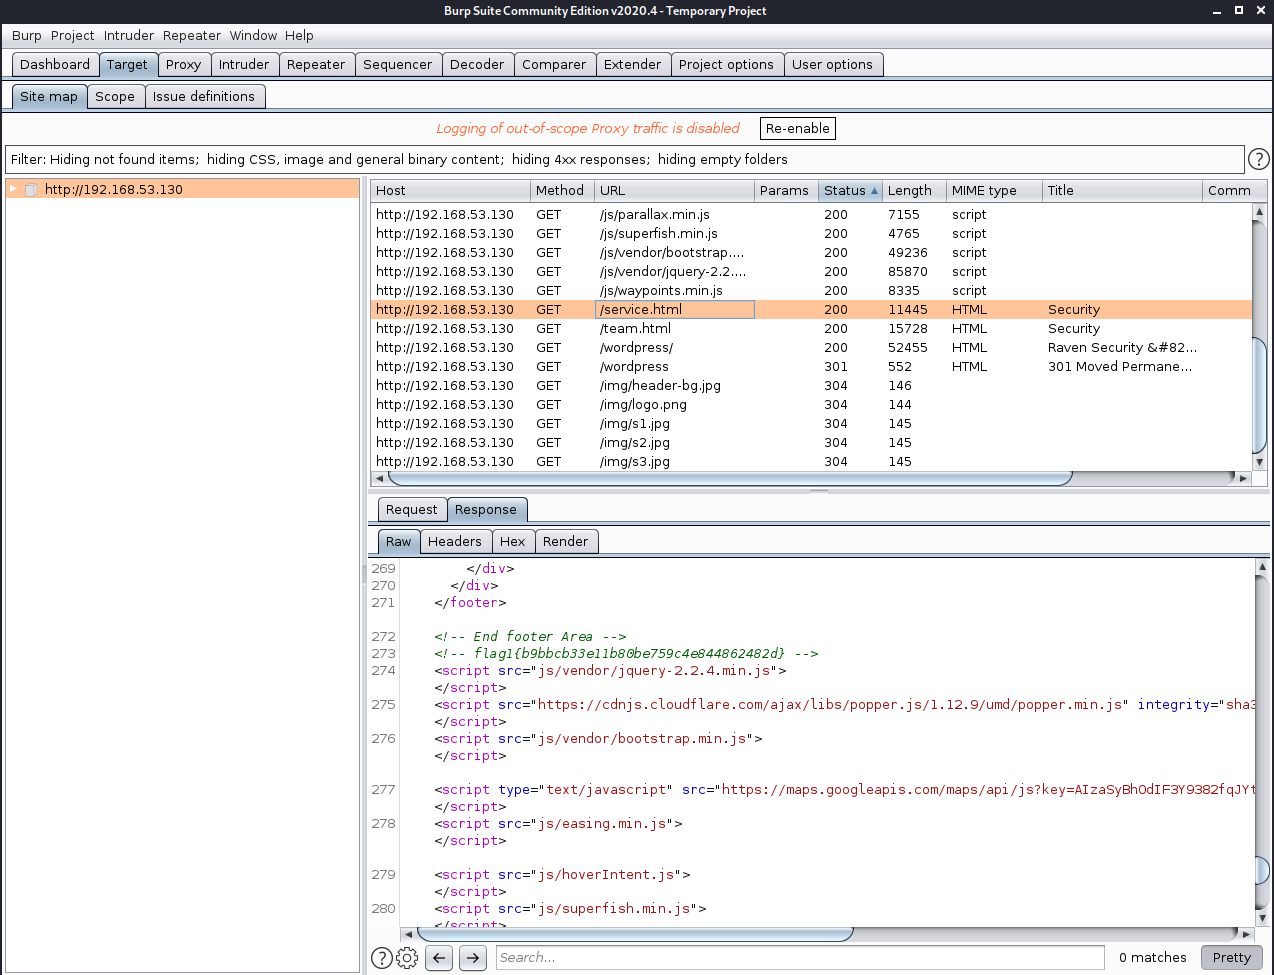 Burp Suite Community Edition v2020.4 - Temporary Project
Burp Project Intruder Repeater Window Help
Dashboard Target Proxy Intruder Repeater Sequencer Decoder Comparer Extender Project options User options
Site map Scope Issue definitions
Logging of out-of-scope Proxy traffic is disabled Re-enable
Filter: Hiding not found items; hiding CSS, image and general binary content; hiding 4xx responses; hiding empty folders ?
http://192.168.53.130
Host Method URL Params Status Length MIME type Title Comm
http://192.168.53.130 GET /js/parallax.min.js 200 7155 script
http://192.168.53.130 GET /js/superfish.min.js 200 4765 script
http://192.168.53.130 GET /js/vendor/bootstrap.... 200 49236 script
http://192.168.53.130 GET /js/vendor/jquery-2.2.... 200 85870 script
http://192.168.53.130 GET /js/waypoints.min.js 200 8335 script
http://192.168.53.130 GET /service.html 200 11445 HTML Security
http://192.168.53.130 GET /team.html 200 15728 HTML Security
http://192.168.53.130 GET /wordpress/ 200 52455 HTML Raven Security &#82...
http://192.168.53.130 GET /wordpress 301 552 HTML 301 Moved Permane...
http://192.168.53.130 GET /img/header-bg.jpg 304 146
http://192.168.53.130 GET /img/logo.png 304 144
http://192.168.53.130 GET /img/s1.jpg 304 145
http://192.168.53.130 GET /img/s2.jpg 304 145
http://192.168.53.130 GET /img/s3.jpg 304 145
Request Response
Raw Headers Hex Render
269 </div>
270 </div>
271 </footer>
272 <!-- End footer Area -->
273 <!-- flag1{b9bbcb33e11b80be759c4e844862482d} -->
274 <script src="js/vendor/jquery-2.2.4.min.js">
</script>
275 <script src="https://cdnjs.cloudflare.com/ajax/libs/popper.js/1.12.9/umd/popper.min.js" integrity="sha3
</script>
276 <script src="js/vendor/bootstrap.min.js">
</script>
277 <script type="text/javascript" src="https://maps.googleapis.com/maps/api/js?key=AIzaSyBhOdIF3Y9382fqJYt
</script>
278 <script src="js/easing.min.js">
</script>
279 <script src="js/hoverIntent.js">
</script>
280 <script src="js/superfish.min.js">
</script>
? Search... 0 matches Pretty